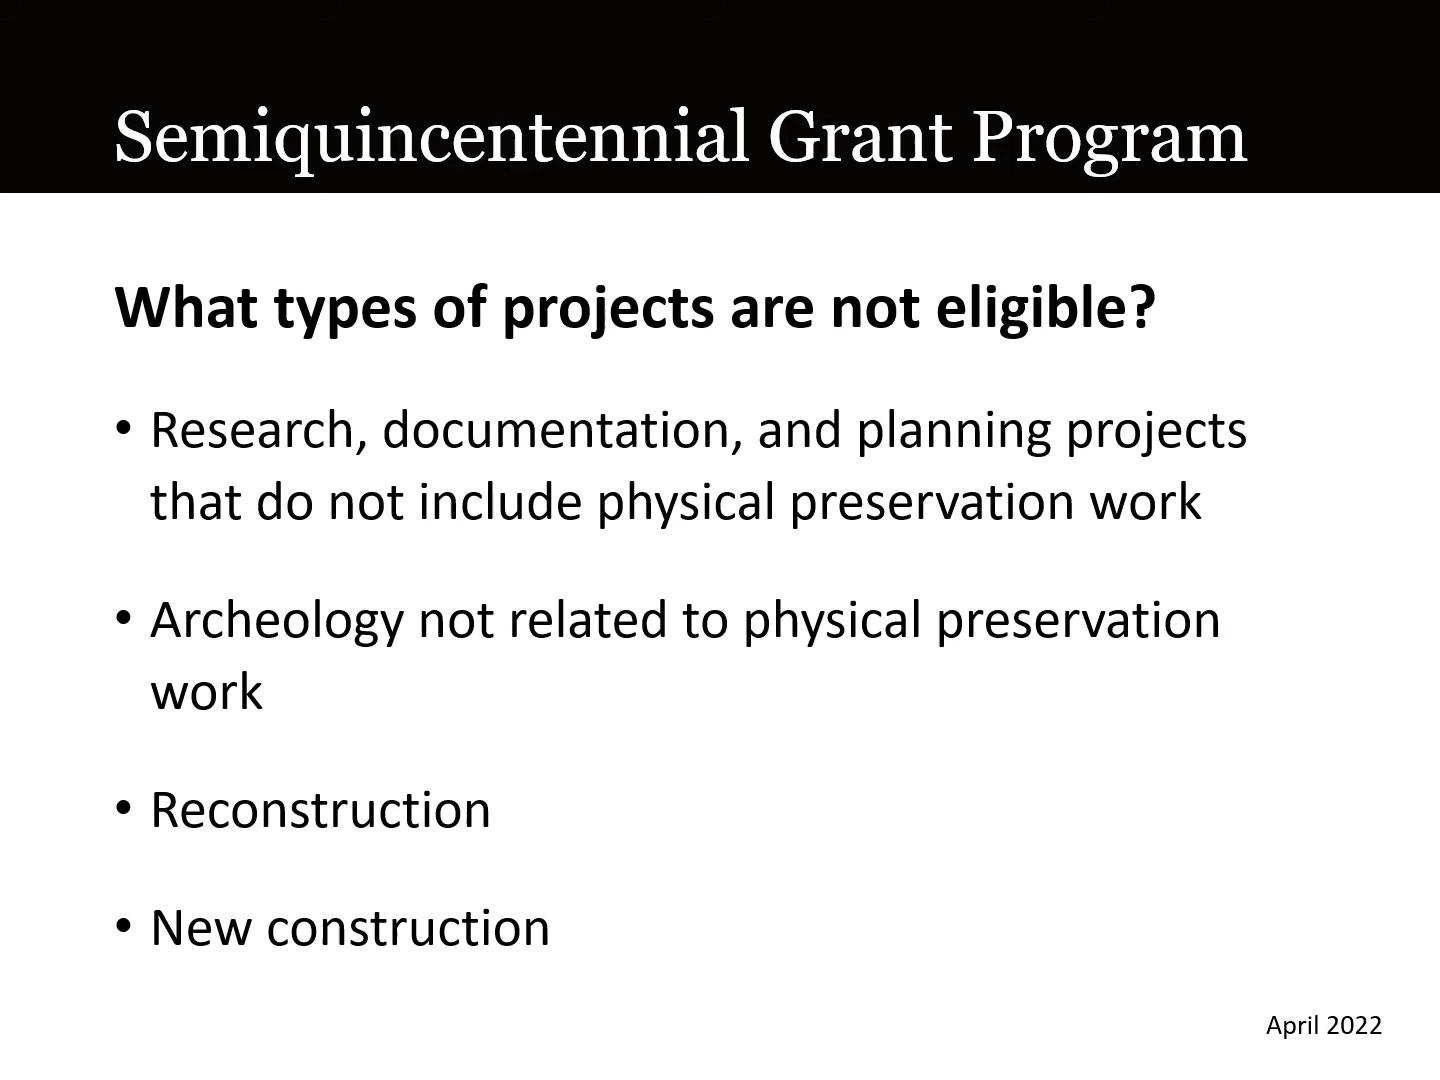 Semiquincentennial Grant Program
What types of projects are not eligible?
• Research, documentation, and planning projects
that do not include physical preservation work
• Archeology not related to physical preservation
work
• Reconstruction
• New construction
April 2022